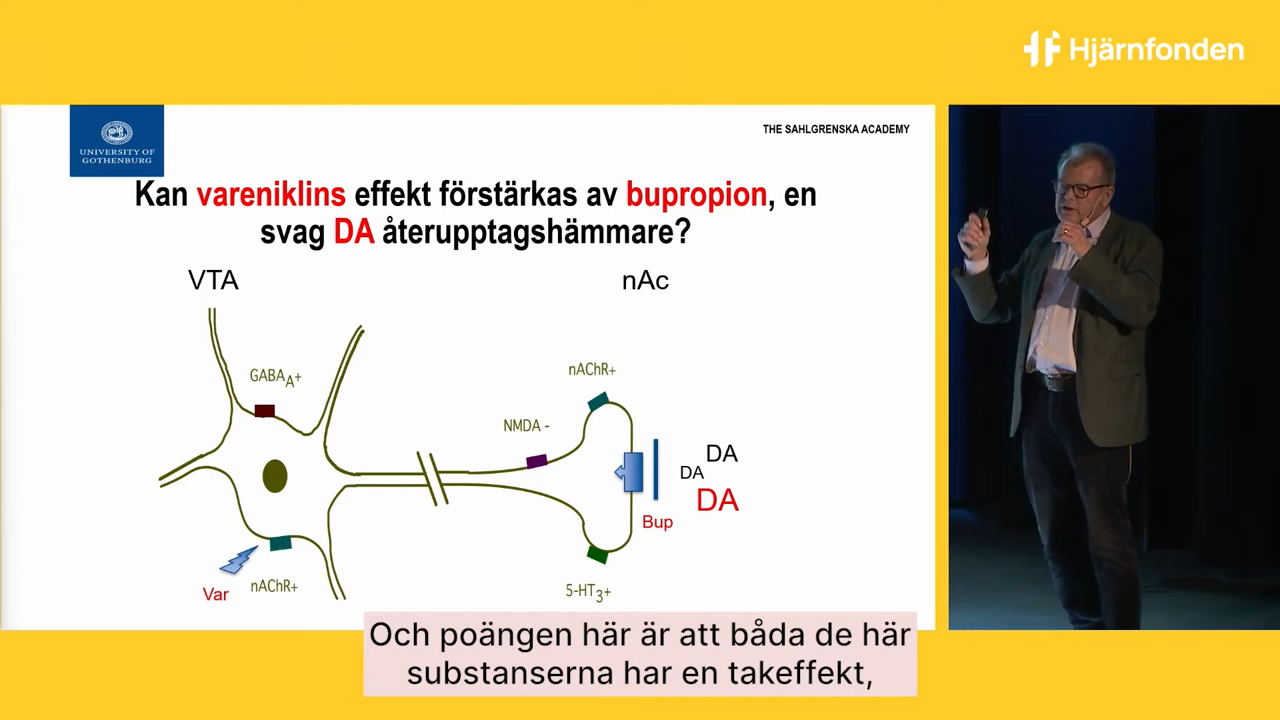 Hjärnfonden
UNIVERSITY OF
GOTHENBURG
THE SAHLGRENSKA ACADEMY
Kan vareniklins effekt förstärkas av bupropion, en
svag DA återupptagshämmare?
VTA
nAc
GABAA+
nAChR+
NMDA -
DA
DA
DA
Bup
Var
nAChR+
5-HT3+
Och poängen här är att båda de här
substanserna har en takeffekt,